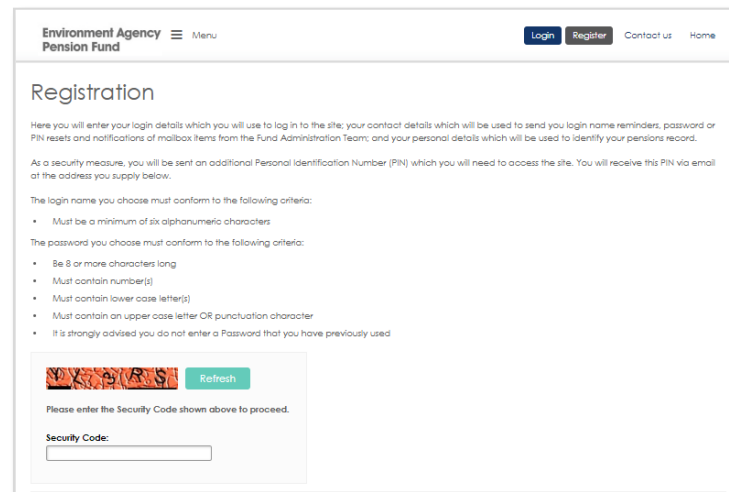 Environment Agency
Pension Fund
Menu
Login
Register
Contact us
Home
Registration
Here you will enter your login details which you will use to log in to the site; your contact details which will be used to send you login name reminders, password or
PIN resets and notifications of mailbox items from the Fund Administration Team; and your personal details which will be used to identify your pensions record.
As a security measure, you will be sent an additional Personal Identification Number (PIN) which you will need to access the site. You will receive this PIN via email
at the address you supply below.
The login name you choose must conform to the following criteria:
• Must be a minimum of six alphanumeric characters
The password you choose must conform to the following criteria:
• Be 8 or more characters long
• Must contain number(s)
• Must contain lower case letter(s)
• Must contain an upper case letter OR punctuation character
• It is strongly advised you do not enter a Password that you have previously used
Refresh
Please enter the Security Code shown above to proceed.
Security Code: